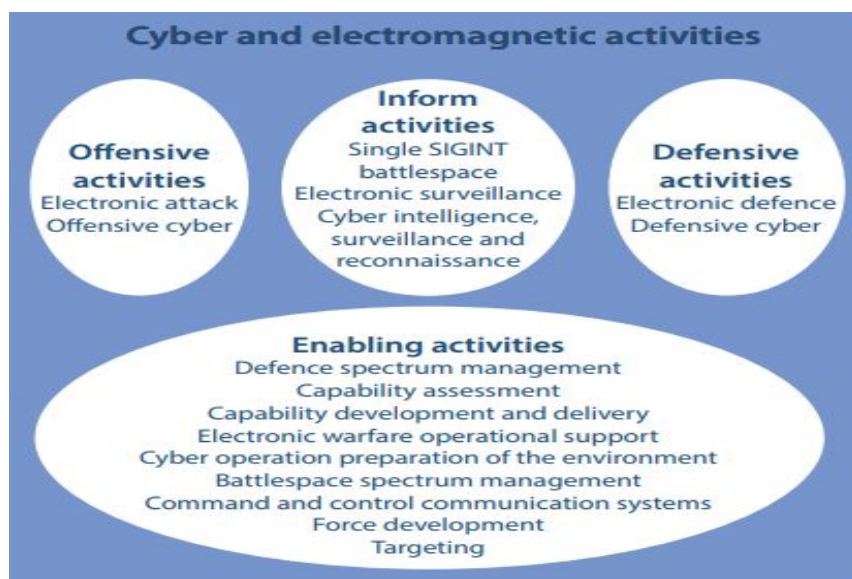 Cyber and electromagnetic activities
Offensive
activities
Electronic attack
Offensive cyber
Inform
activities
Single SIGINT
battlespace
Electronic surveillance
Cyber intelligence,
surveillance and
reconnaissance
Defensive
activities
Electronic defence
Defensive cyber
Enabling activities
Defence spectrum management
Capability assessment
Capability development and delivery
Electronic warfare operational support
Cyber operation preparation of the environment
Battlespace spectrum management
Command and control communication systems
Force development
Targeting